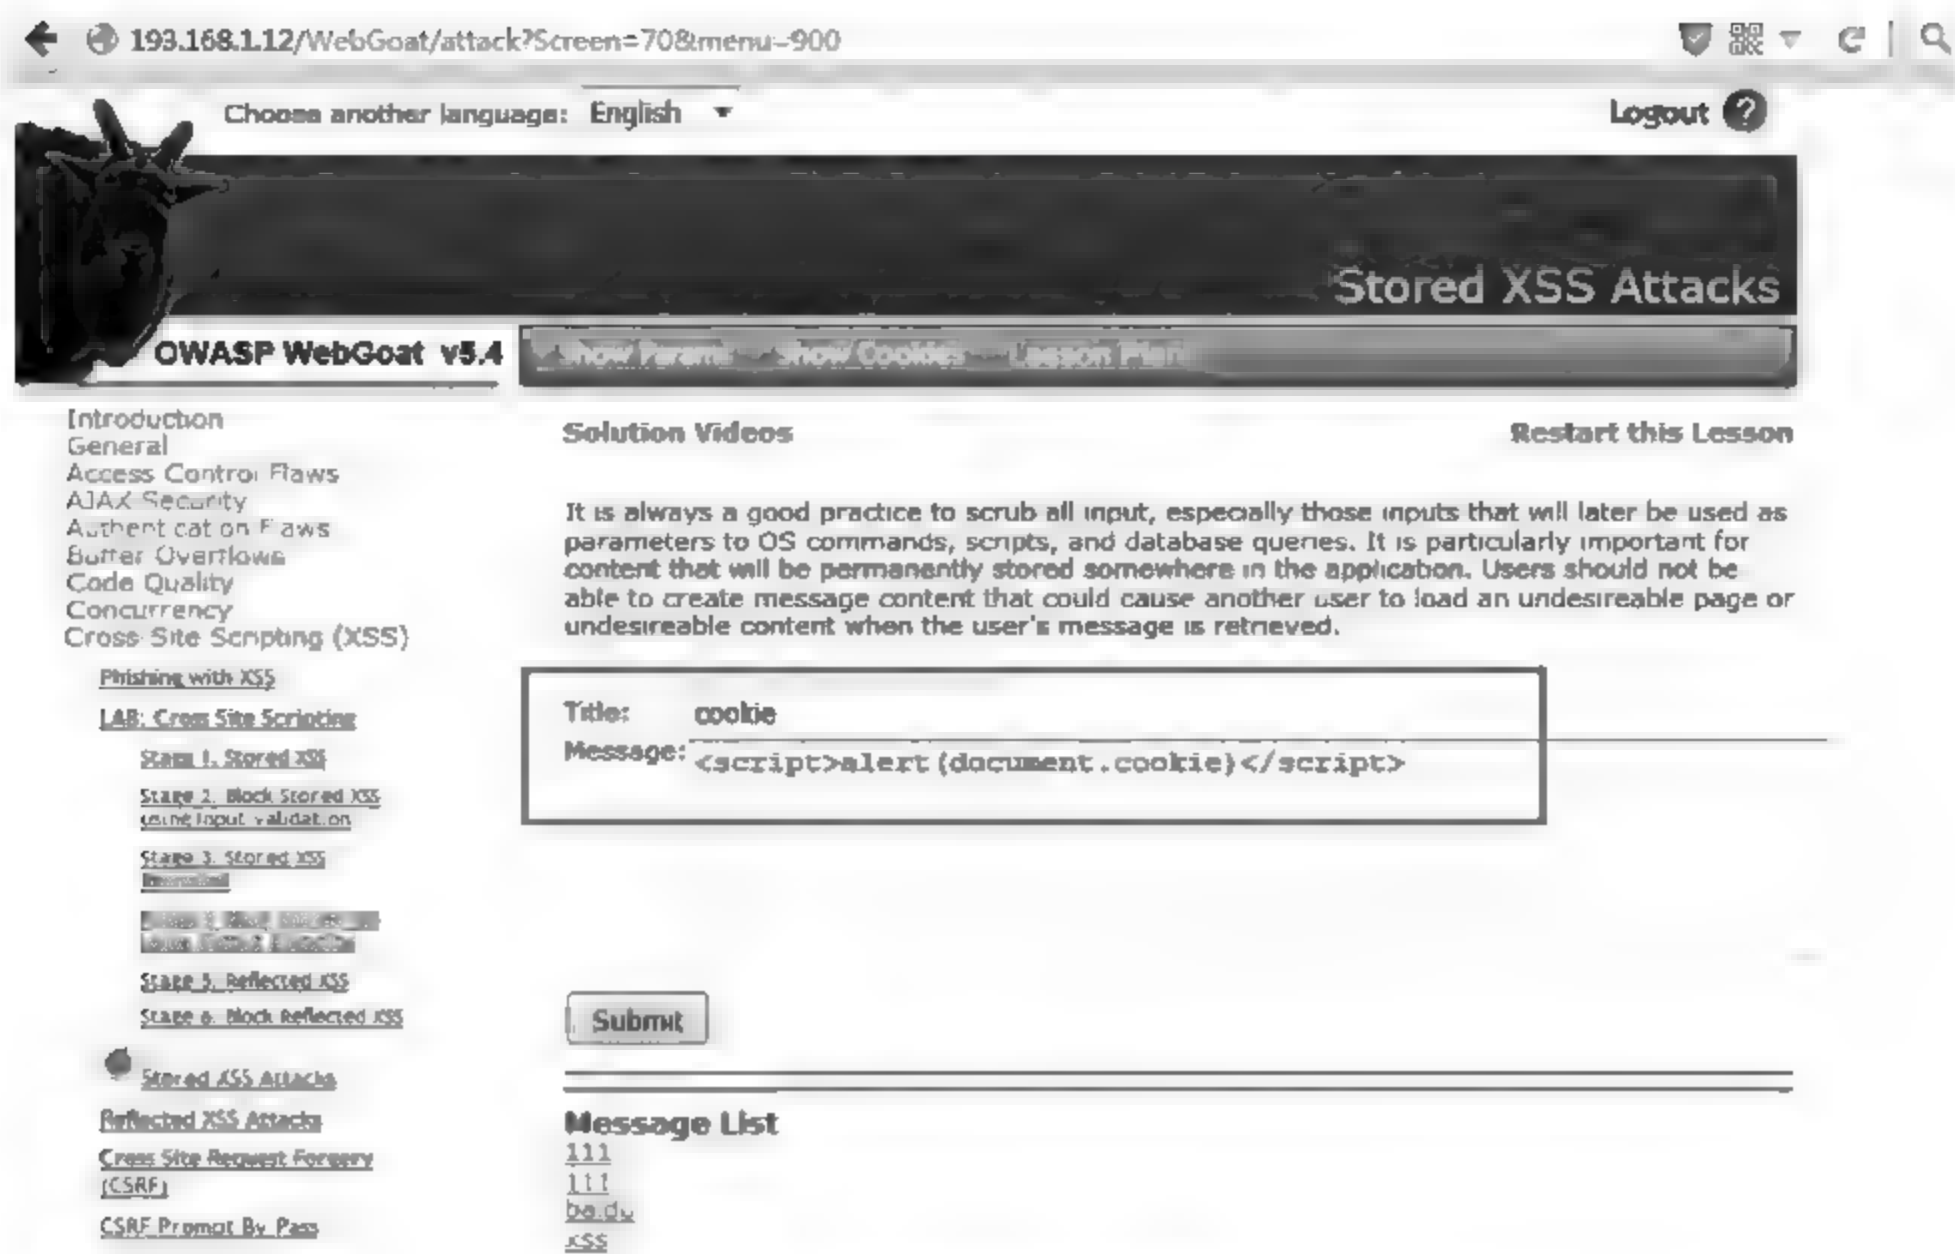 193.168.1.12/WebGoat/attack?Screen=70&menu=900
Choose another language: English
Logout ?
Stored XSS Attacks
OWASP WebGoat v5.4
Show Params Show Cookies Lesson Plan
Introduction
General
Access Control Flaws
AJAX Security
Authentication Flaws
Buffer Overflows
Code Quality
Concurrency
Cross-Site Scripting (XSS)
Phishing with XSS
LAB: Cross Site Scripting
Stage 1: Stored XSS
Stage 2: Block Stored XSS
using Input Validation
Stage 3: Stored XSS
Stage 5: Reflected XSS
Stage 6: Block Reflected XSS
Stored XSS Attacks
Reflected XSS Attacks
Cross Site Request Forgery
(CSRF)
CSRF Prompt By-Pass
Solution Videos
Restart this Lesson
It is always a good practice to scrub all input, especially those inputs that will later be used as
parameters to OS commands, scripts, and database queries. It is particularly important for
content that will be permanently stored somewhere in the application. Users should not be
able to create message content that could cause another user to load an undesireable page or
undesireable content when the user's message is retrieved.
Title: cookie
Message: <script>alert(document.cookie)</script>
Submit
Message List
111
111
baidu
xss